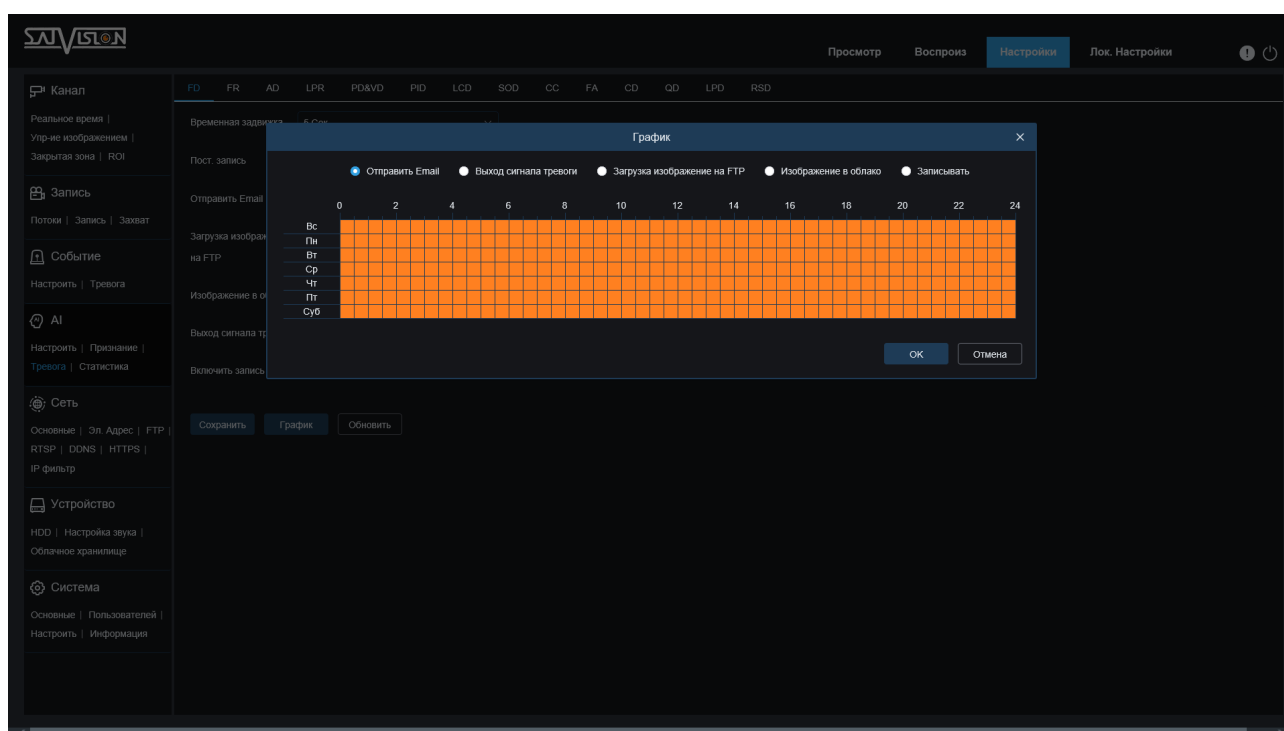 SATVISION
Просмотр Воспроиз Настройки Лок. Настройки
Канал
Реальное время |
Упр-ие изображением |
Закрытая зона | ROI
Запись
Потоки | Запись | Захват
Событие
Настроить | Тревога
AI
Настроить | Признание |
Тревога | Статистика
Сеть
Основные | Эл. Адрес | FTP |
RTSP | DDNS | HTTPS |
IP фильтр
Устройство
HDD | Настройка звука |
Облачное хранилище
Система
Основные | Пользователей |
Настроить | Информация
FD FR AD LPR PD&VD PID LCD SOD CC FA CD QD LPD RSD
Временная задвижка 5 Сек
Пост. запись
Отправить Email
Загрузка изображ
на FTP
Изображение в о
Выход сигнала тр
Включить запись
Сохранить График Обновить
График
Отправить Email Выход сигнала тревоги Загрузка изображение на FTP Изображение в облако Записывать
0 2 4 6 8 10 12 14 16 18 20 22 24
Вс
Пн
Вт
Ср
Чт
Пт
Суб
OK Отмена